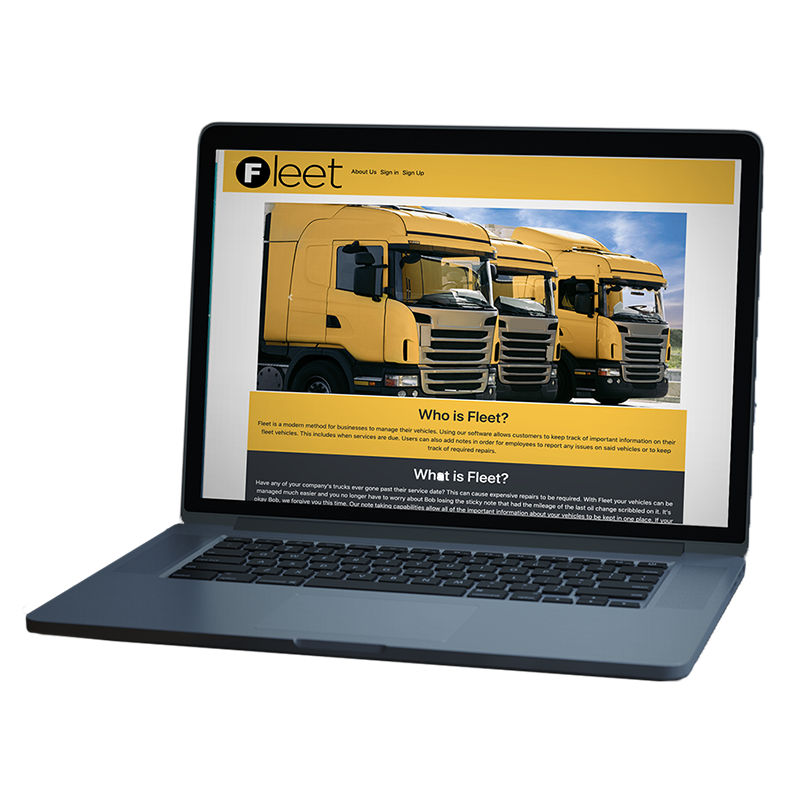 Fleet About Us Sign in Sign Up
Who is Fleet?
Fleet is a modern method for businesses to manage their vehicles. Using our software allows customers to keep track of important information on their
fleet vehicles. This includes when services are due. Users can also add notes in order for employees to report any issues on said vehicles or to keep
track of required repairs.
What is Fleet?
Have any of your company's trucks ever gone past their service date? This can cause expensive repairs to be required. With Fleet your vehicles can be
managed much easier and you no longer have to worry about Bob losing the sticky note that had the mileage of the last oil change scribbled on it. It's
okay Bob, we forgive you this time. Our note taking capabilities allow all of the important information about your vehicles to be kept in one place. If your